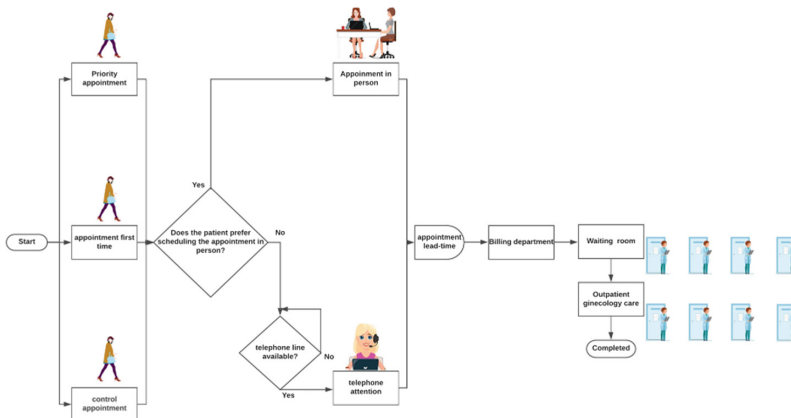 Priority
appointment
Appoinment in
person
Yes
Start
appointment first
time
Does the patient prefer
scheduling the appointment in
person?
No
appointment
lead-time
Billing department
Waiting room
Outpatient
ginecology care
Completed
telephone line
available?
No
Yes
telephone
attention
control
appointment